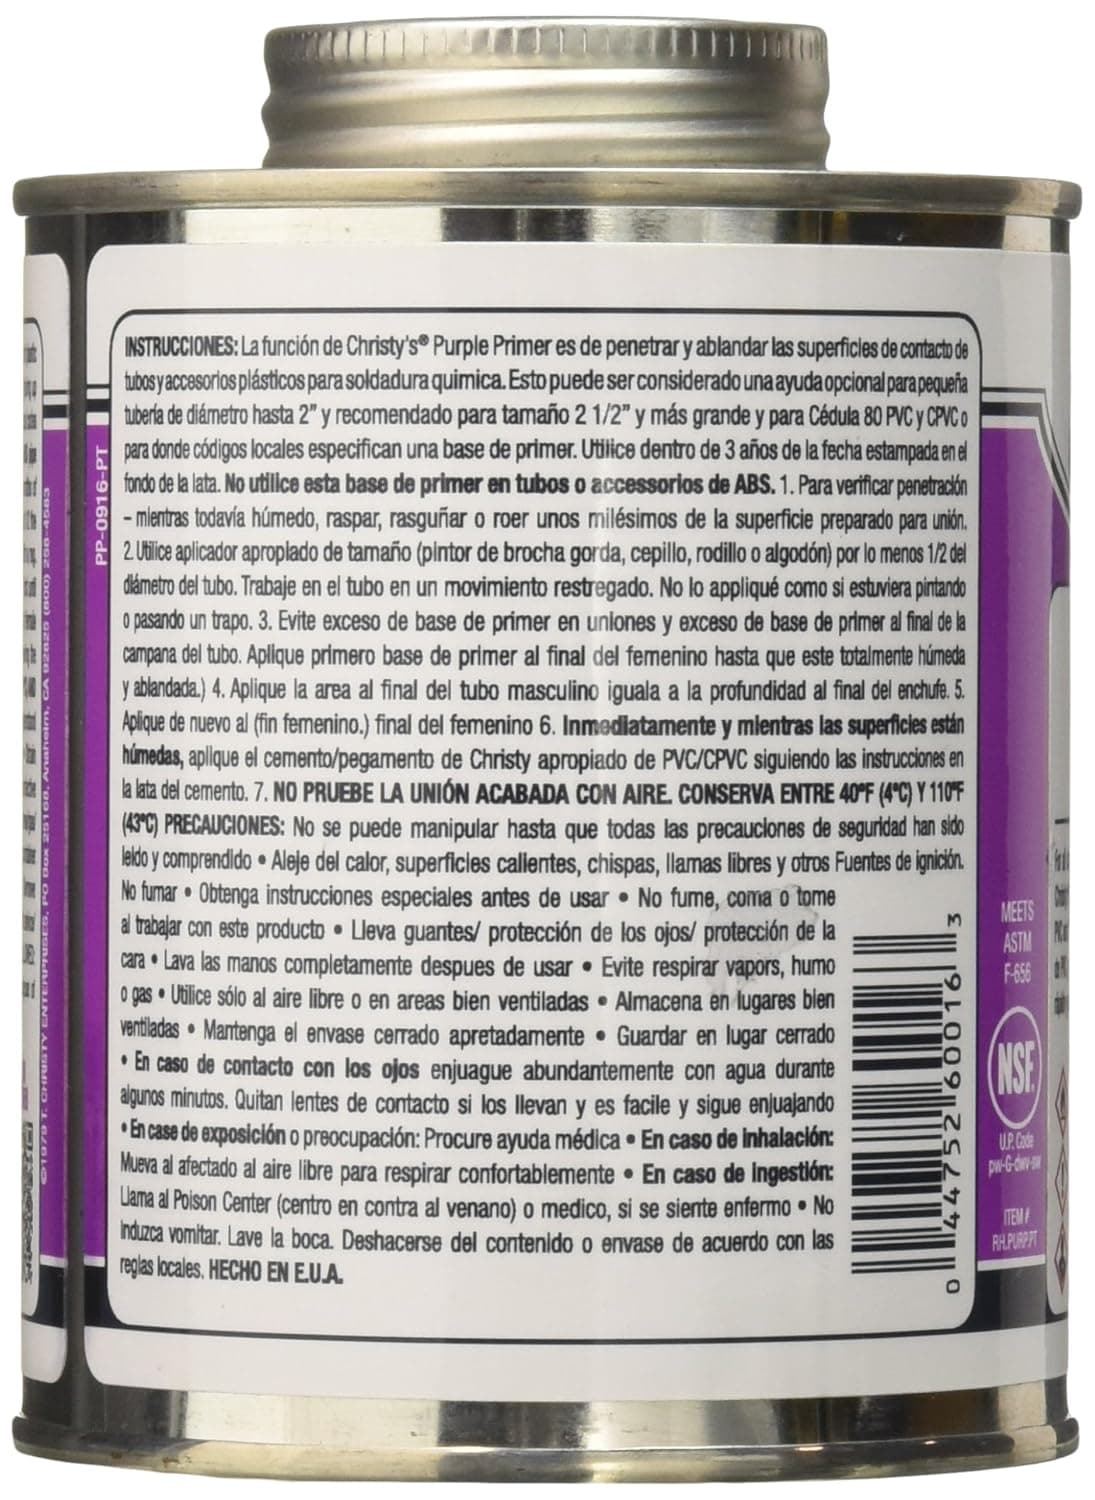 INSTRUCCIONES: La función de Christy's® Purple Primer es de penetrar y ablandar las superficies de contacto de
tubos y accesorios plásticos para soldadura quimica. Esto puede ser considerado una ayuda opcional para pequeña
tubería de diámetro hasta 2" y recomendado para tamaño 2 1/2" y más grande y para Cédula 80 PVC y CPVC o
para donde códigos locales especifican una base de primer. Utilice dentro de 3 años de la fecha estampada en el
fondo de la lata. No utilice esta base de primer en tubos o accessorios de ABS. 1. Para verificar penetración
– mientras todavía húmedo, raspar, rasguñar o roer unos milésimos de la superficie preparado para unión.
2. Utilice aplicador apropiado de tamaño (pintor de brocha gorda, cepillo, rodillo o algodón) por lo menos 1/2 del
diámetro del tubo. Trabaje en el tubo en un movimiento restregado. No lo appliqué como si estuviera pintando
o pasando un trapo. 3. Evite exceso de base de primer en uniones y exceso de base de primer al final de la
campana del tubo. Aplique primero base de primer al final del femenino hasta que este totalmente húmeda
y ablandada.) 4. Aplique la area al final del tubo masculino iguala a la profundidad al final del enchufe. 5.
Aplique de nuevo al (fin femenino.) final del femenino 6. Inmediatamente y mientras las superficies están
húmedas, aplique el cemento/pegamento de Christy apropiado de PVC/CPVC siguiendo las instrucciones en
la lata del cemento. 7. NO PRUEBE LA UNIÓN ACABADA CON AIRE. CONSERVA ENTRE 40°F (4°C) Y 110°F
(43°C) PRECAUCIONES: No se puede manipular hasta que todas las precauciones de seguridad han sido
leido y comprendido • Aleje del calor, superficies calientes, chispas, llamas libres y otros Fuentes de ignición.
No fumar • Obtenga instrucciones especiales antes de usar • No fume, coma o tome
al trabajar con este producto • Lleva guantes/ protección de los ojos/ protección de la
cara • Lava las manos completamente despues de usar • Evite respirar vapors, humo
o gas • Utilice sólo al aire libre o en areas bien ventiladas • Almacena en lugares bien
ventiladas • Mantenga el envase cerrado apretadamente • Guardar en lugar cerrado
• En caso de contacto con los ojos enjuague abundantemente con agua durante
algunos minutos. Quitan lentes de contacto si los llevan y es facile y sigue enjuajando
• En case de exposición o preocupación: Procure ayuda médica • En caso de inhalación:
Mueva al afectado al aire libre para respirar confortablemente • En caso de ingestión:
Llama al Poison Center (centro en contra al venano) o medico, si se siente enfermo • No
induzca vomitar. Lave la boca. Deshacerse del contenido o envase de acuerdo con las
reglas locales. HECHO EN E.U.A.
0 44752 60016 3
PP-0916-PT
©1979 T. CHRISTY ENTERPRISES, PO Box 25168, Anaheim, CA 92825 (800) 258-4583
MEETS
ASTM
F-656
NSF.
U.P. Code
pw-G-dwv-sw
ITEM #
RH.PURP.PT